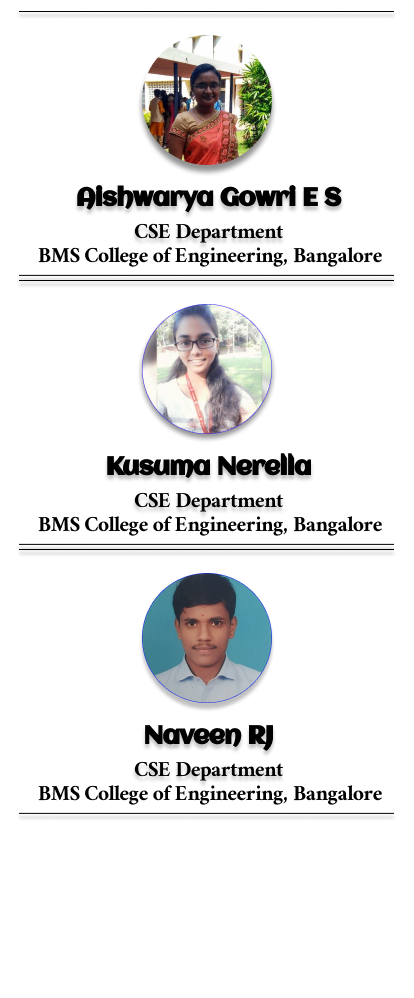 Aishwarya Gowri E S
CSE Department
BMS College of Engineering, Bangalore
Kusuma Nerella
CSE Department
BMS College of Engineering, Bangalore
Naveen RJ
CSE Department
BMS College of Engineering, Bangalore